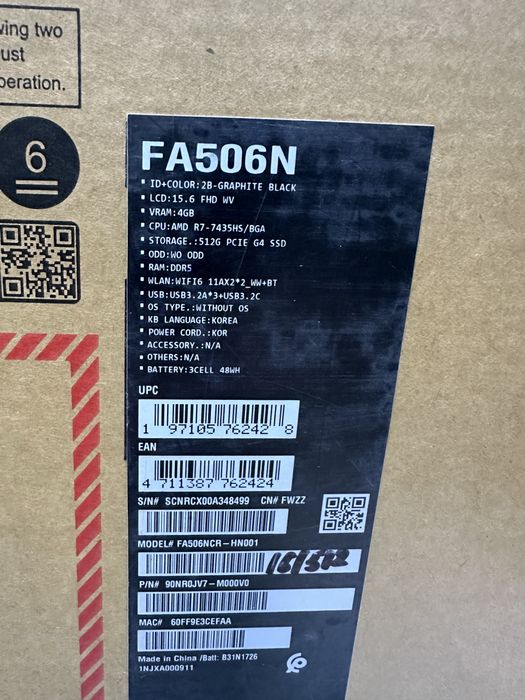 ving two
ust
peration.
6
FA506N
▪ ID+COLOR:2B-GRAPHITE BLACK
▪ LCD:15.6 FHD WV
▪ VRAM:4GB
▪ CPU:AMD R7-7435HS/BGA
▪ STORAGE.:512G PCIE G4 SSD
▪ ODD:WO ODD
▪ RAM:DDR5
▪ WLAN:WIFI6 11AX2*2_WW+BT
▪ USB:USB3.2A*3+USB3.2C
▪ OS TYPE.:WITHOUT OS
▪ KB LANGUAGE:KOREA
▪ POWER CORD.:KOR
▪ ACCESSORY.:N/A
▪ OTHERS:N/A
▪ BATTERY:3CELL 48WH
UPC
1 97105 76242 8
EAN
4 711387 762424
S/N# SCNRCX00A348499 CN# FWZZ
MODEL# FA506NCR-HN001
16/512
P/N# 90NR0JV7-M000V0
MAC# 60FF9E3CEFAA
Made in China /Batt: B31N1726
1NJXA000911